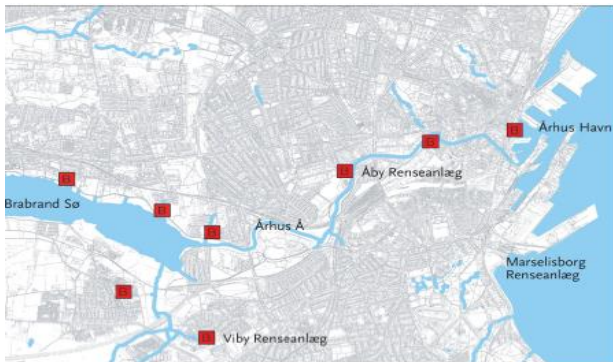 Århus Havn
Åby Renseanlæg
Brabrand Sø
Århus Å
Marselisborg
Renseanlæg
Viby Renseanlæg